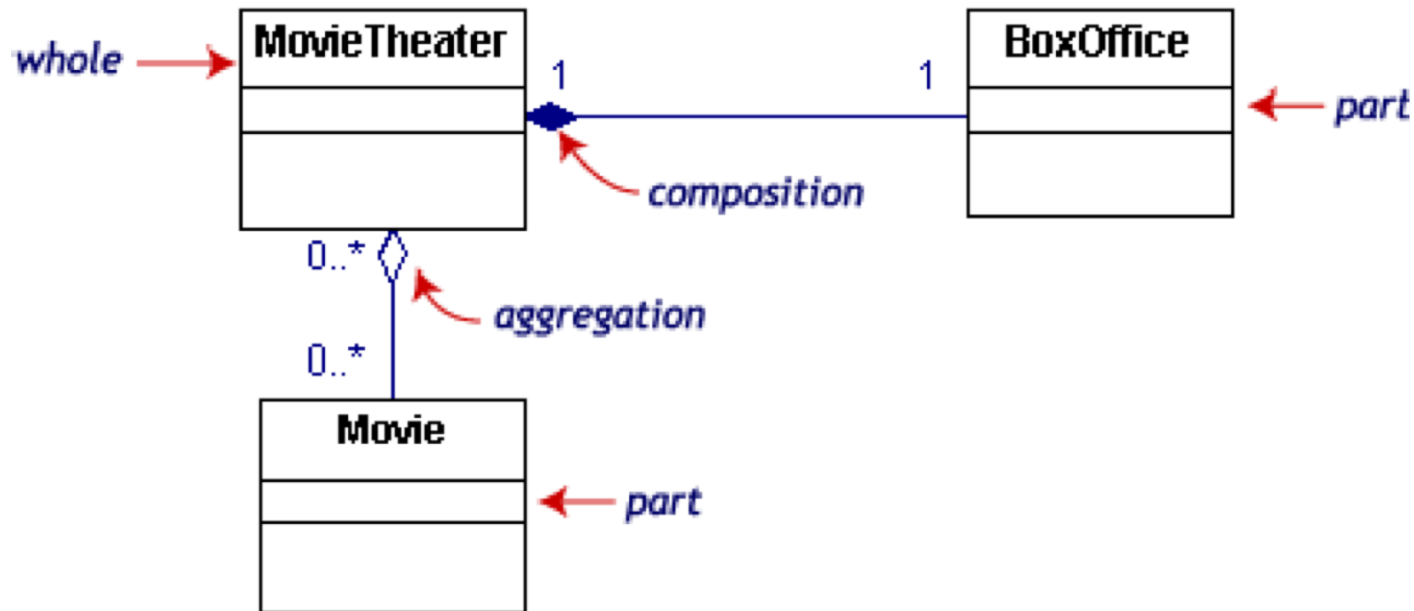 MovieTheater
BoxOffice
whole
1
1
part
composition
0..*
aggregation
0..*
Movie
part